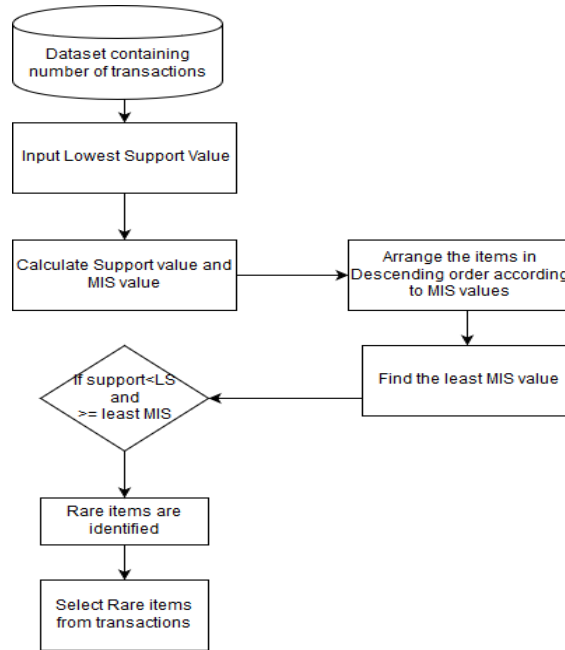 Dataset containing
number of transactions
Input Lowest Support Value
Calculate Support value and
MIS value
Arrange the items in
Descending order according
to MIS values
Find the least MIS value
If support<LS
and
>= least MIS
Rare items are
identified
Select Rare items
from transactions